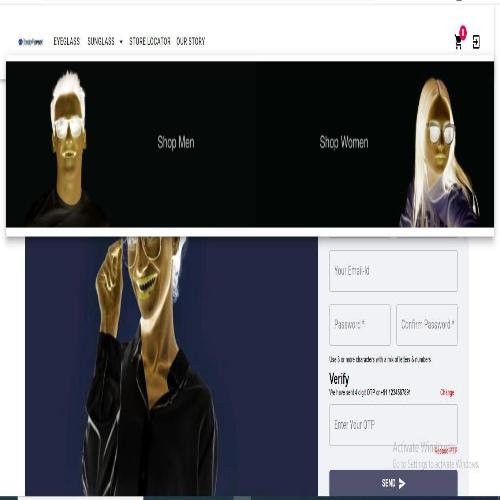 EYEGLASS SUNGLASS STORE LOCATOR OUR STORY
Shop Men Shop Women
Your Email-Id
Password * Confirm Password *
Use 8 or more characters with a mix of letters & numbers
Verify
We have sent 4 digit OTP on +91 1234567891 Change
Enter Your OTP
Activate Windows
Resend OTP
Go to Settings to activate Windows.
SEND